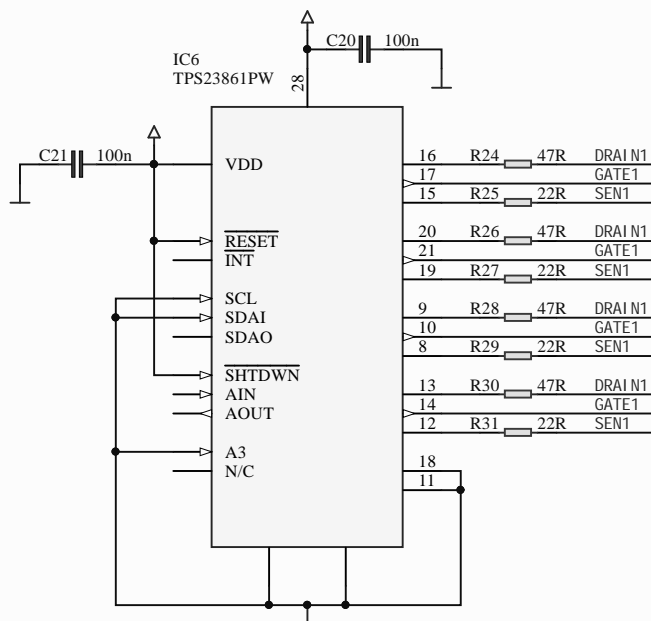 C20 100n
IC6
TPS23861PW
28
C21 100n
VDD
16 R24 47R DRAIN1
17 GATE1
15 R25 22R SEN1
RESET
20 R26 47R DRAIN1
INT
21 GATE1
19 R27 22R SEN1
SCL
SDAI
9 R28 47R DRAIN1
SDAO
10 GATE1
8 R29 22R SEN1
SHTDWN
AIN
13 R30 47R DRAIN1
AOUT
14 GATE1
12 R31 22R SEN1
A3
N/C
18
11